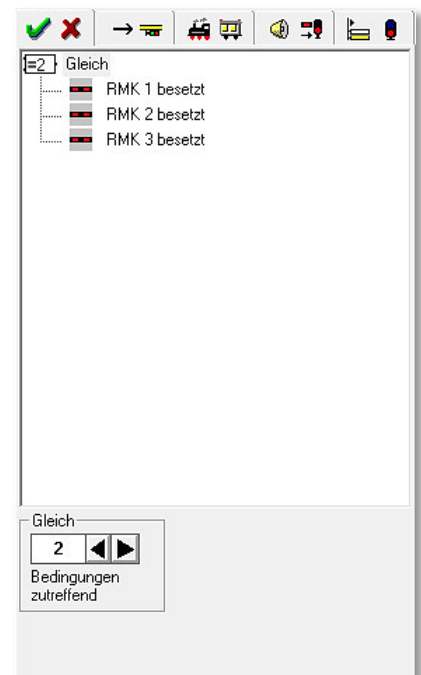 =2 Gleich
RMK 1 besetzt
RMK 2 besetzt
RMK 3 besetzt
Gleich
2
Bedingungen
zutreffend